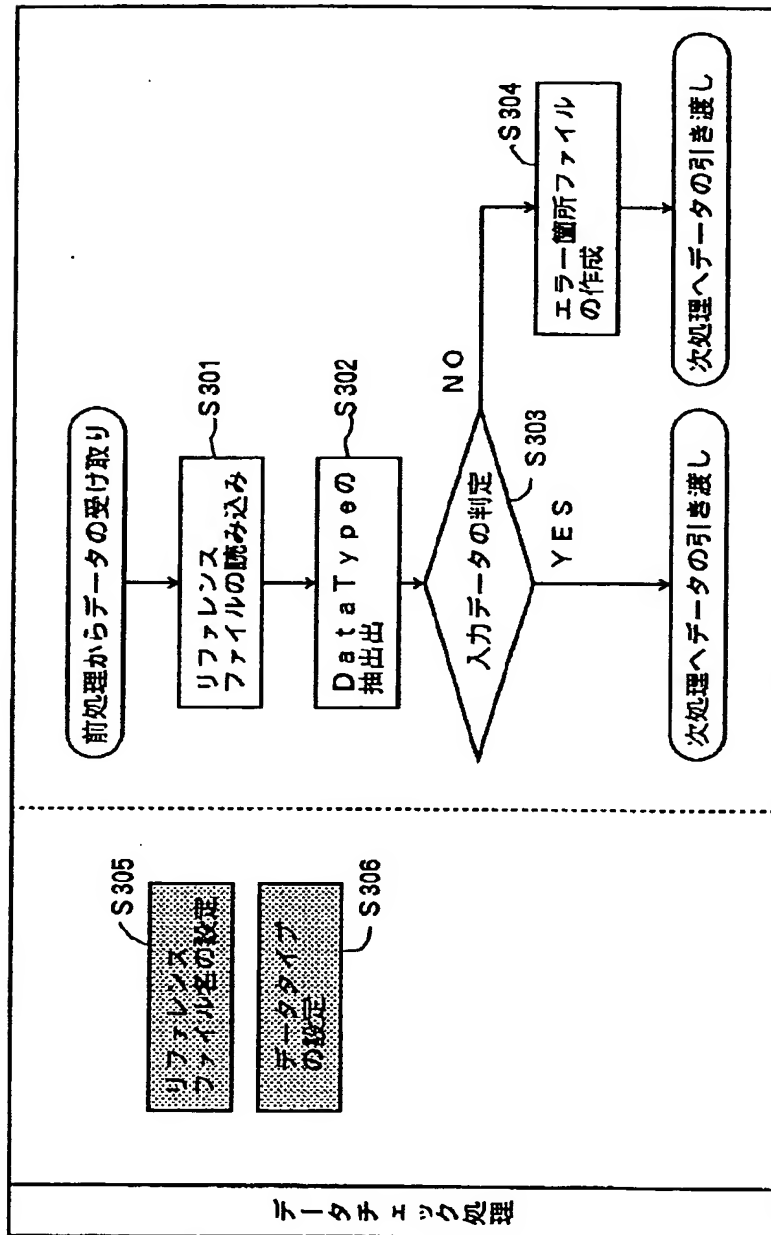 データチェック処理
リファレンス
ファイル名の設定
S305
データタイプ
の設定
S306
前処理からデータの受け取り
リファレンス
ファイルの読み込み
S301
DataTypeの
抽出出
S302
入力データの判定
S303
NO
YES
エラー箇所ファイル
の作成
S304
次処理へデータの引き渡し
次処理へデータの引き渡し